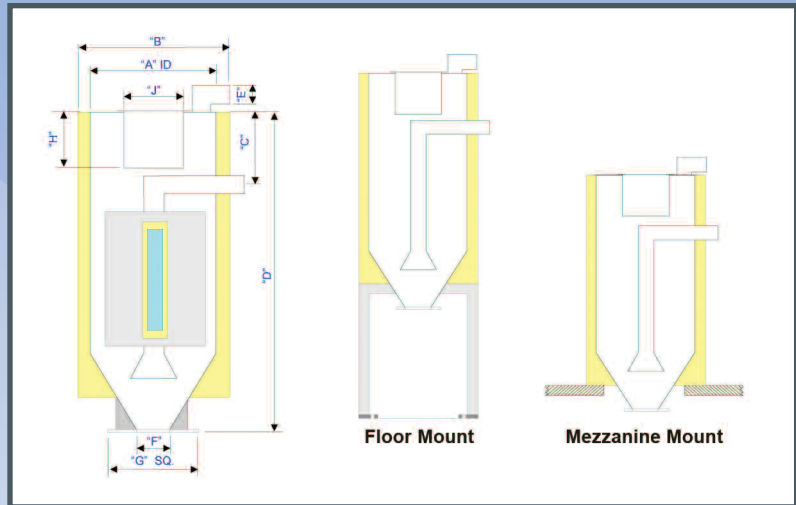 "B"
"A" ID
"J"
"E"
"H"
"C"
"D"
"F"
"G" SQ.
Floor Mount
Mezzanine Mount